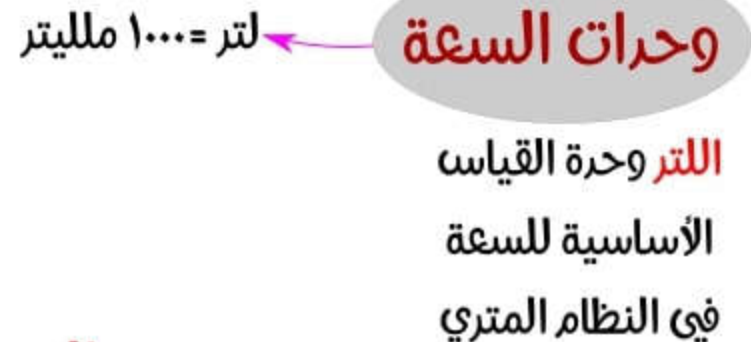 وحدات السعة
لتر =١٠٠٠ ملليتر
اللتر وحدة القياس
الأساسية للسعة
في النظام المتري